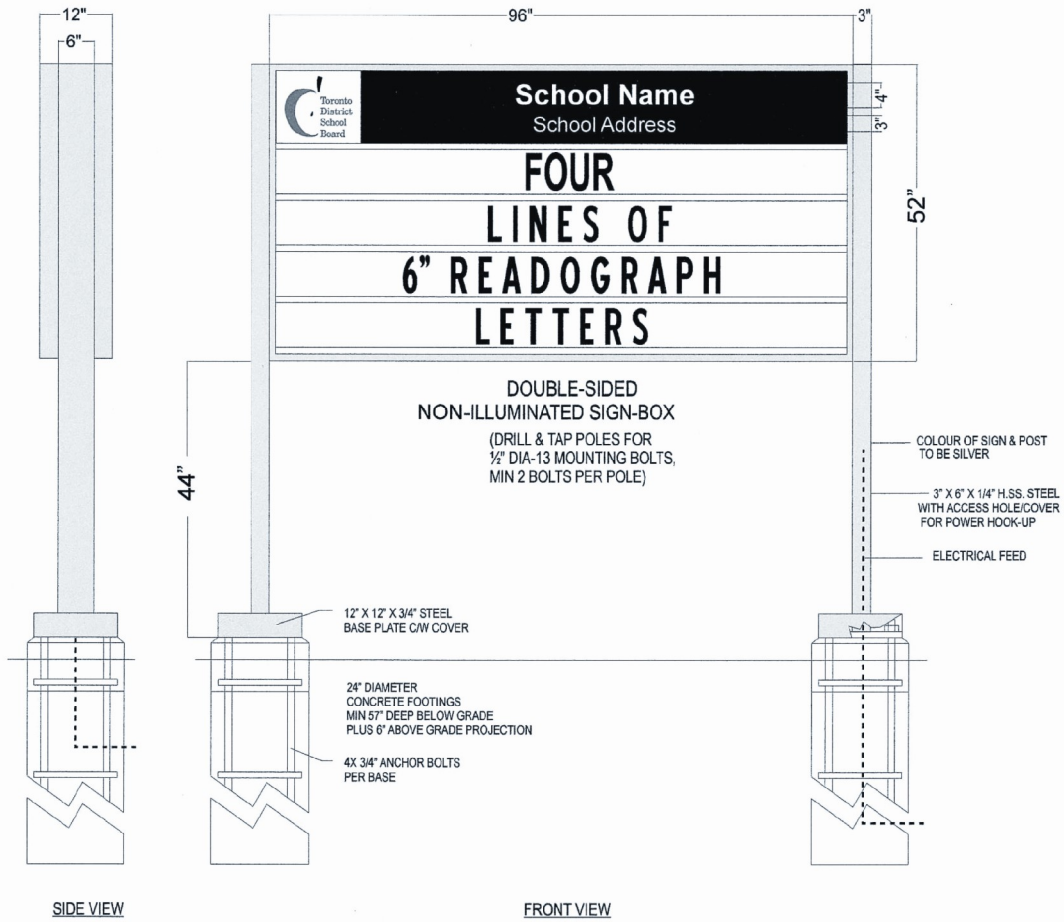 12"
6"
96"
3"
Toronto
District
School
Board
School Name
School Address
4"
3"
FOUR
LINES OF
6" READOGRAPH
LETTERS
52"
DOUBLE-SIDED
NON-ILLUMINATED SIGN-BOX
(DRILL & TAP POLES FOR
½" DIA-13 MOUNTING BOLTS,
MIN 2 BOLTS PER POLE)
44"
COLOUR OF SIGN & POST
TO BE SILVER
3" X 6" X 1/4" H.SS. STEEL
WITH ACCESS HOLE/COVER
FOR POWER HOOK-UP
ELECTRICAL FEED
12" X 12" X 3/4" STEEL
BASE PLATE C/W COVER
24" DIAMETER
CONCRETE FOOTINGS
MIN 57" DEEP BELOW GRADE
PLUS 6" ABOVE GRADE PROJECTION
4X 3/4" ANCHOR BOLTS
PER BASE
SIDE VIEW
FRONT VIEW